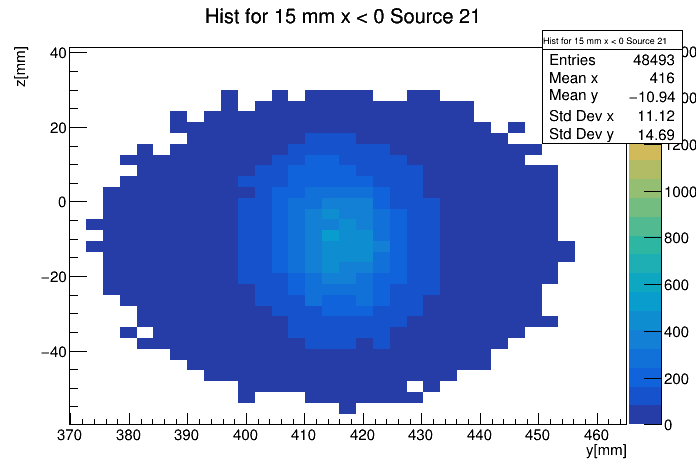 Hist for 15 mm x < 0 Source 21
z[mm]
Hist for 15 mm x < 0 Source 21
Entries 48493
Mean x 416
Mean y −10.94
Std Dev x 11.12
Std Dev y 14.69
40
20
0
−20
−40
370 380 390 400 410 420 430 440 450 460
y[mm]
1200
1000
800
600
400
200
0